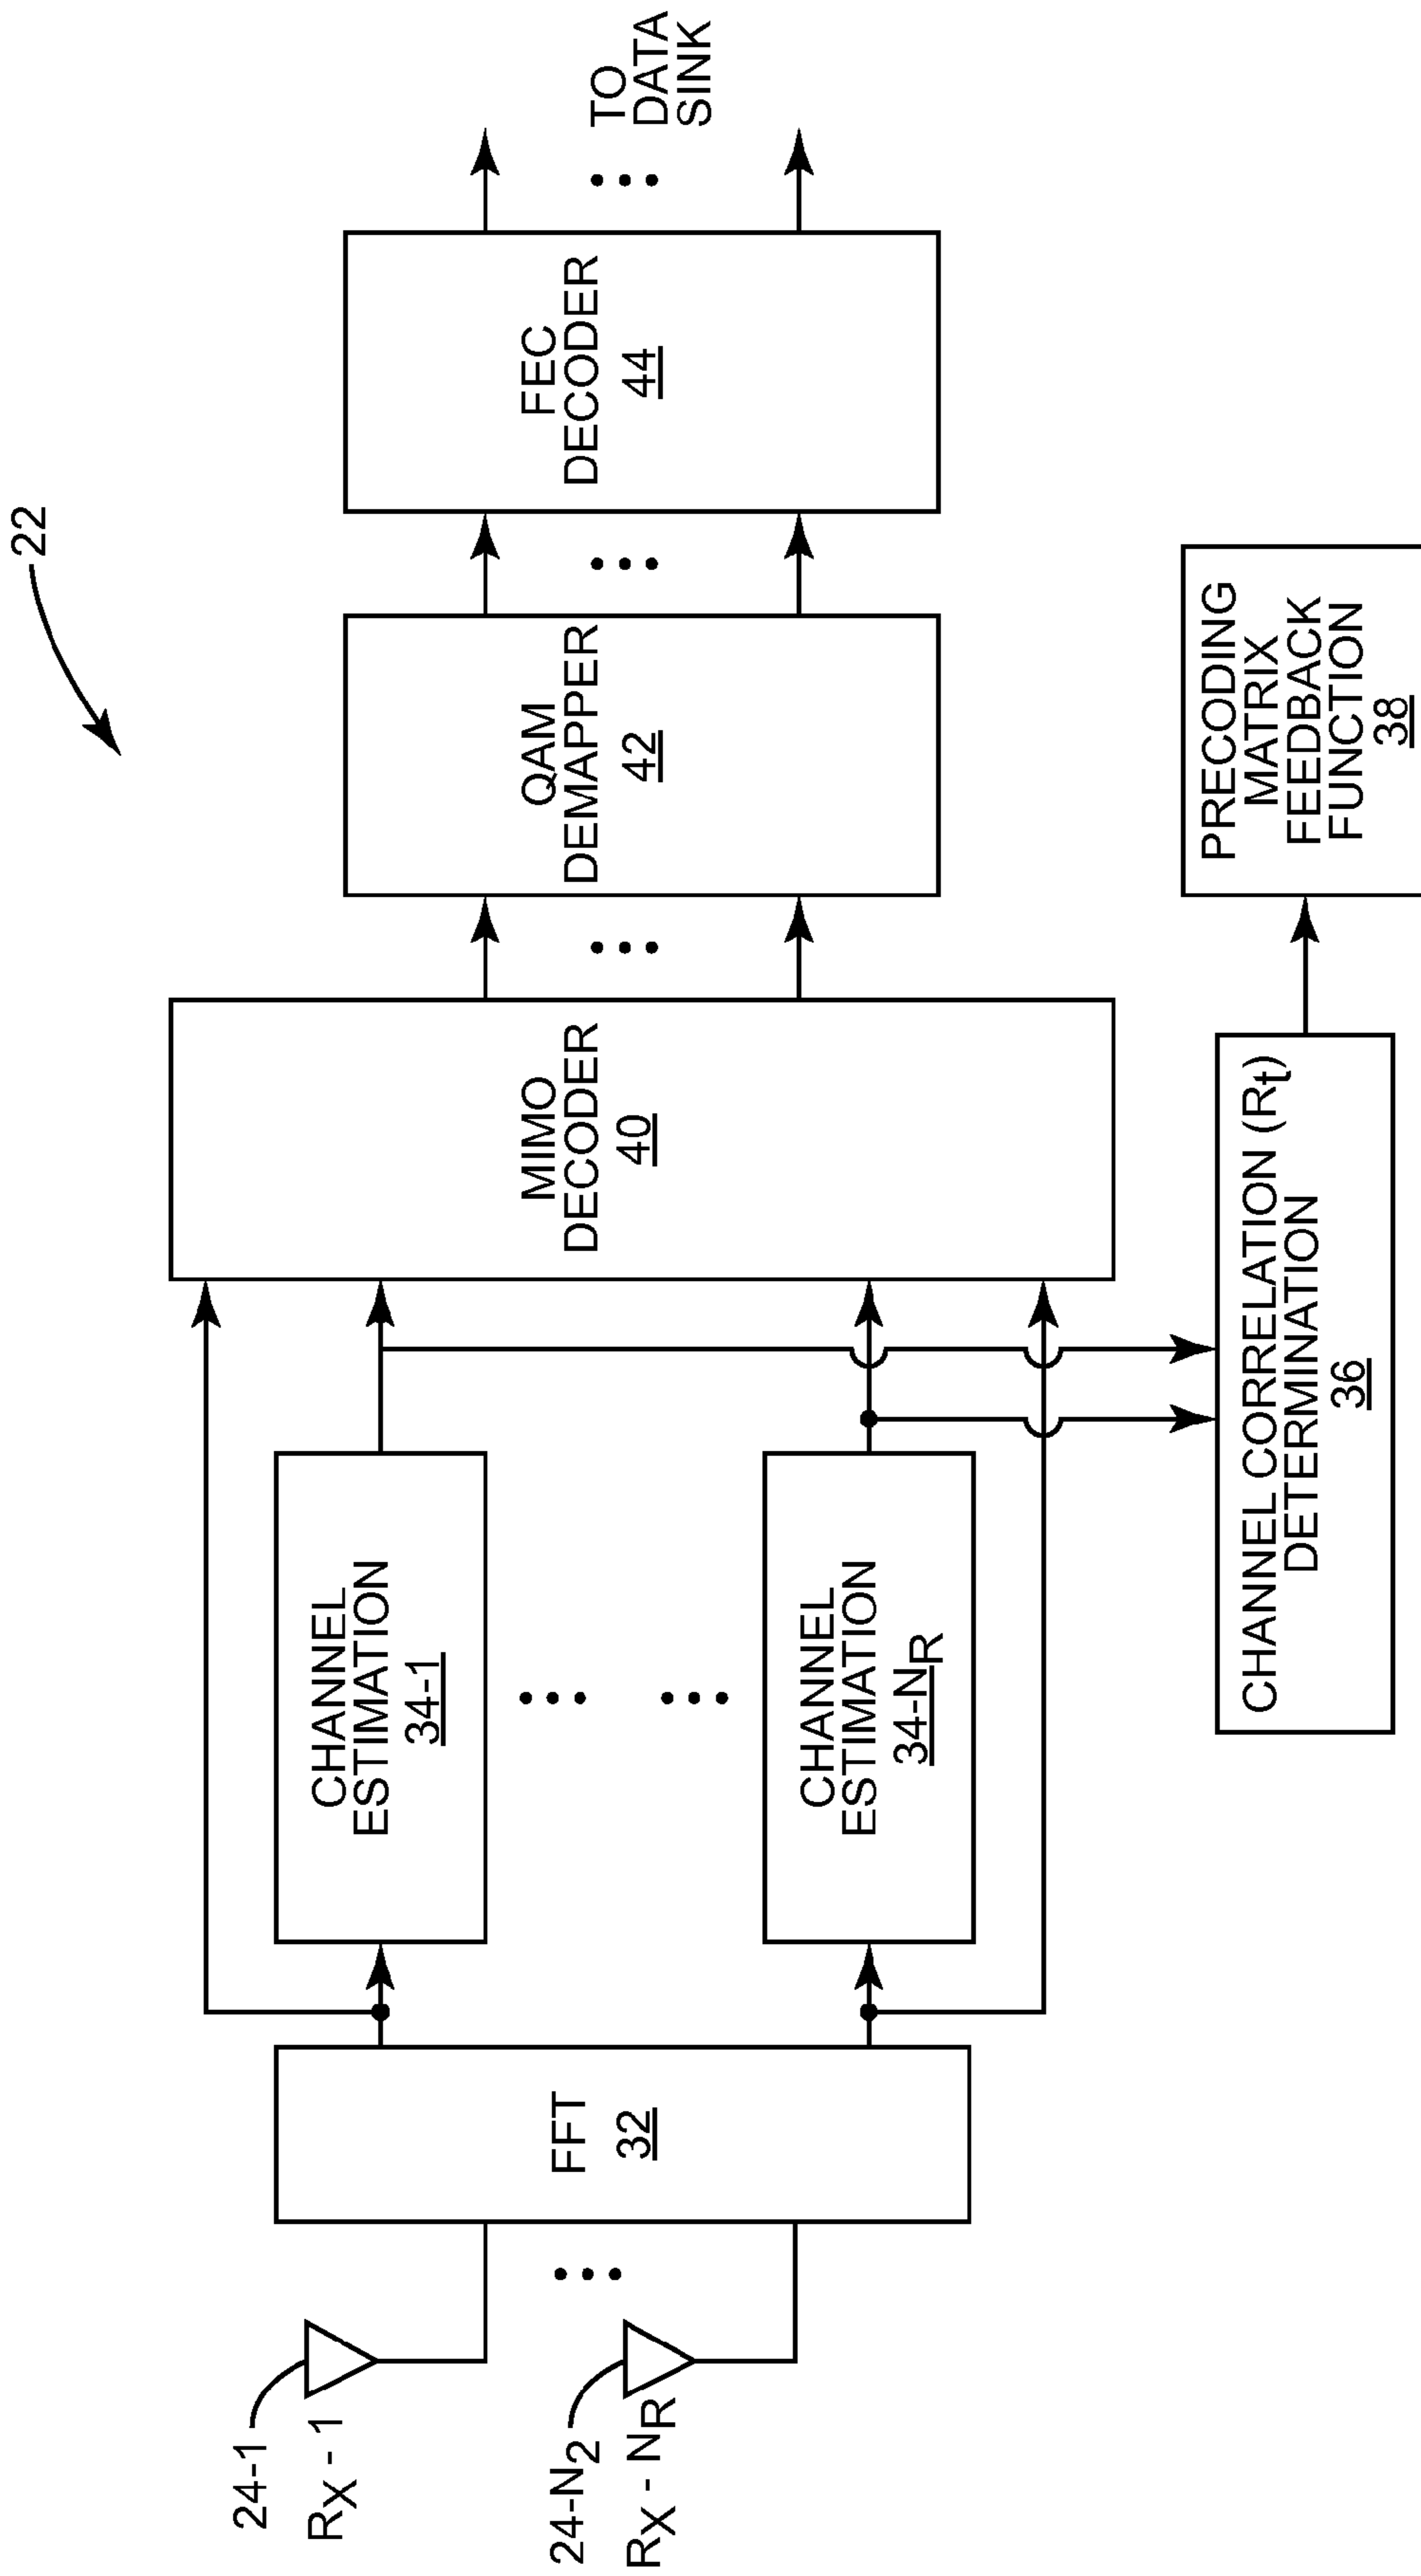 22
24-1
RX - 1
24-N2
RX - NR
FFT
32
CHANNEL
ESTIMATION
34-1
CHANNEL
ESTIMATION
34-NR
MIMO
DECODER
40
QAM
DEMAPPER
42
FEC
DECODER
44
TO
DATA
SINK
CHANNEL CORRELATION (Rt)
DETERMINATION
36
PRECODING
MATRIX
FEEDBACK
FUNCTION
38